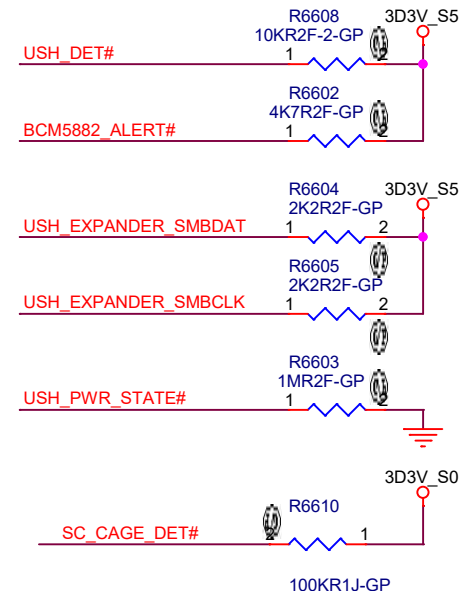 R6608 3D3V_S5
10KR2F-2-GP
USH_DET# 1 2
R6602
4K7R2F-GP
BCM5882_ALERT# 1 2
R6604 3D3V_S5
2K2R2F-GP
USH_EXPANDER_SMBDAT 1 2
R6605
2K2R2F-GP
USH_EXPANDER_SMBCLK 1 2
R6603
1MR2F-GP
USH_PWR_STATE# 1 2
3D3V_S0
R6610
SC_CAGE_DET# 2 1
100KR1J-GP